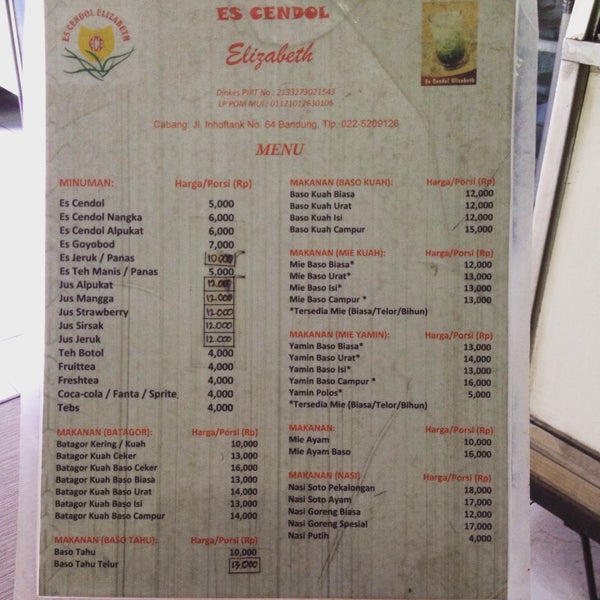 ES CENDOL ELIZABETH
ECE
ES CENDOL
Elizabeth
Es Cendol Elizabeth
Dinkes PIRT No : 2133273021543
LP POM MUI : 01121012630106
Cabang: Jl. Inhoftank No. 64 Bandung, Tlp. 022-5209126
MENU
MINUMAN: Harga/Porsi (Rp)
Es Cendol 5,000
Es Cendol Nangka 6,000
Es Cendol Alpukat 6,000
Es Goyobod 7,000
Es Jeruk / Panas 10.000
Es Teh Manis / Panas 5,000
Jus Alpukat 12.000
Jus Mangga 12.000
Jus Strawberry 12.000
Jus Sirsak 12.000
Jus Jeruk 12.000
Teh Botol 4,000
Fruittea 4,000
Freshtea 4,000
Coca-cola / Fanta / Sprite 4,000
Tebs 4,000
MAKANAN (BATAGOR): Harga/Porsi (Rp)
Batagor Kering / Kuah 10,000
Batagor Kuah Ceker 13,000
Batagor Kuah Baso Ceker 16,000
Batagor Kuah Baso Biasa 13,000
Batagor Kuah Baso Urat 14,000
Batagor Kuah Baso Isi 13,000
Batagor Kuah Baso Campur 14,000
MAKANAN (BASO TAHU): Harga/Porsi (Rp)
Baso Tahu 10,000
Baso Tahu Telur 13.000
MAKANAN (BASO KUAH): Harga/Porsi (Rp)
Baso Kuah Biasa 12,000
Baso Kuah Urat 12,000
Baso Kuah Isi 12,000
Baso Kuah Campur 15,000
MAKANAN (MIE KUAH): Harga/Porsi (Rp)
Mie Baso Biasa* 12,000
Mie Baso Urat* 13,000
Mie Baso Isi* 13,000
Mie Baso Campur * 13,000
*Tersedia Mie (Biasa/Telor/Bihun)
MAKANAN (MIE YAMIN): Harga/Porsi (Rp)
Yamin Baso Biasa* 13,000
Yamin Baso Urat* 14,000
Yamin Baso Isi* 13,000
Yamin Baso Campur * 16,000
Yamin Polos* 5,000
*Tersedia Mie (Biasa/Telor/Bihun)
MAKANAN: Harga/Porsi (Rp)
Mie Ayam 10,000
Mie Ayam Baso 16,000
MAKANAN (NASI) Harga/Porsi (Rp)
Nasi Soto Pekalongan 18,000
Nasi Soto Ayam 17,000
Nasi Goreng Biasa 12,000
Nasi Goreng Spesial 17,000
Nasi Putih 4,000